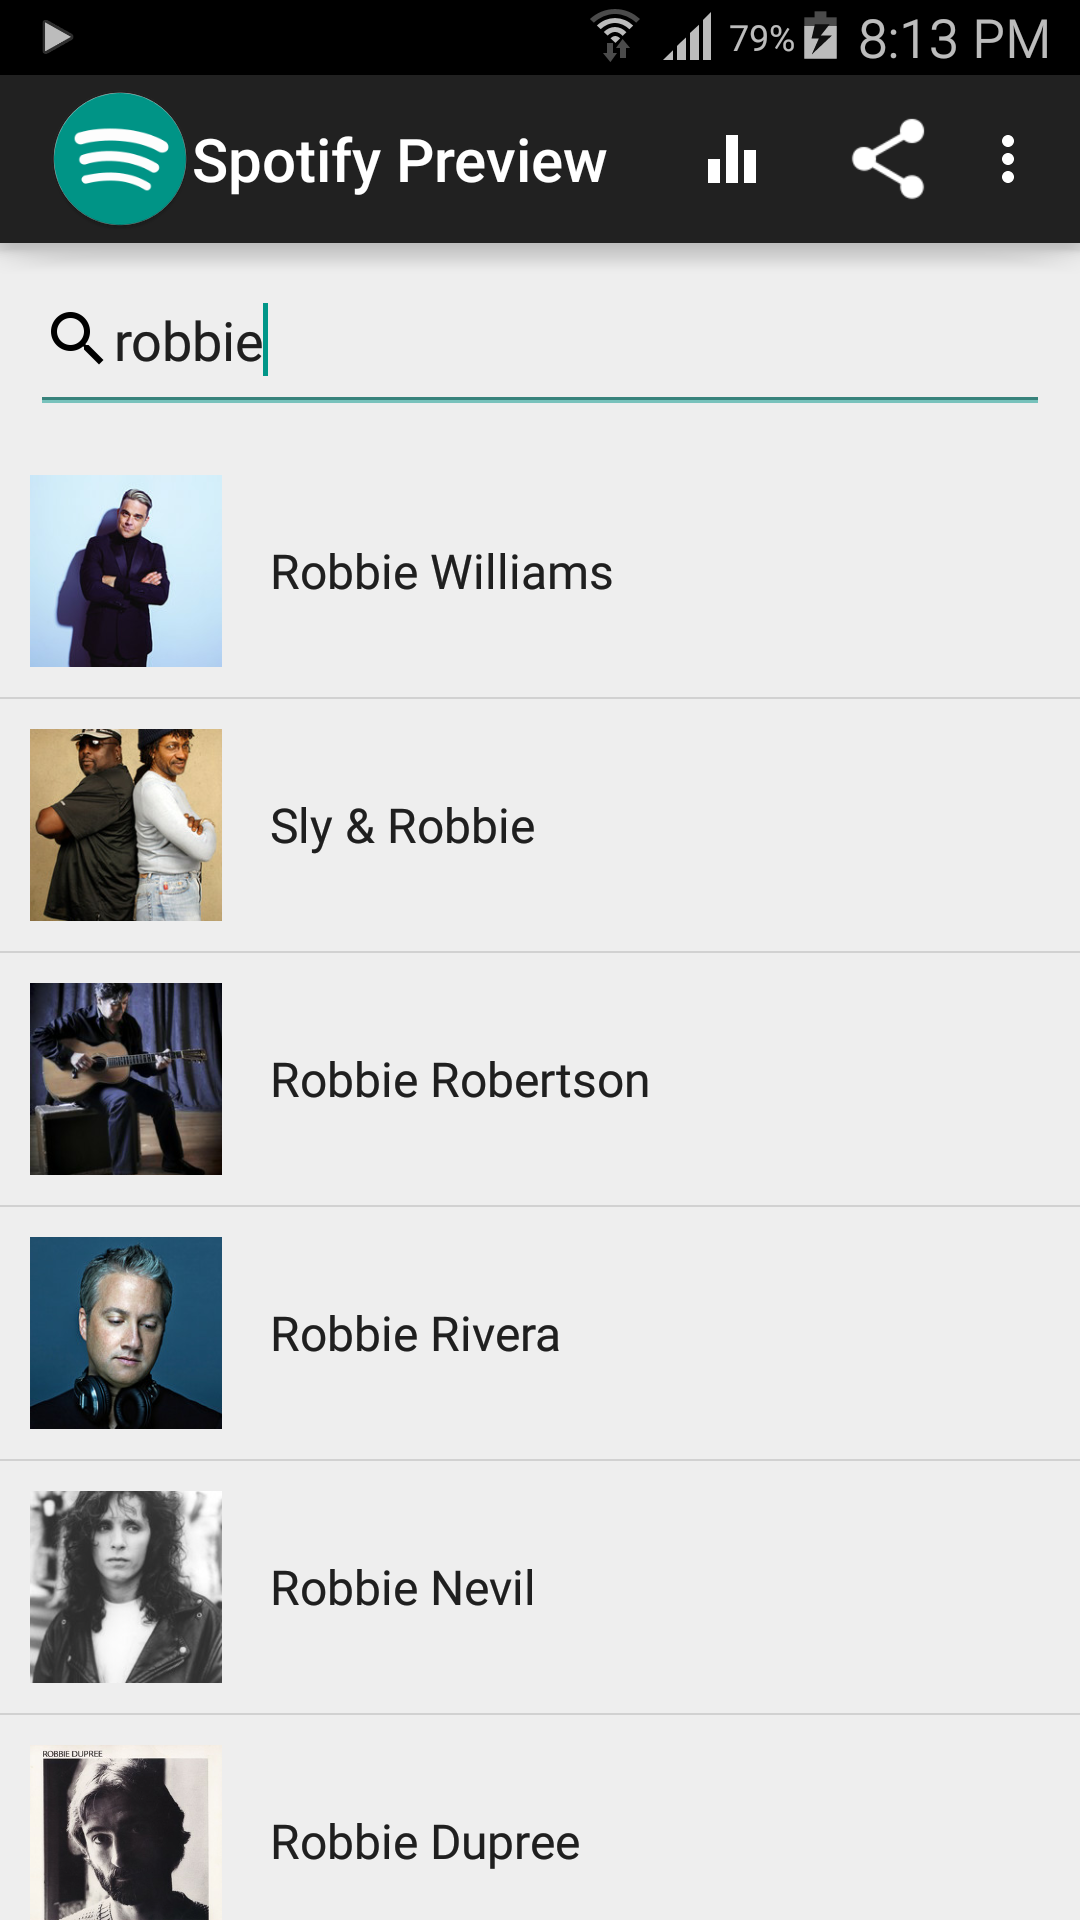 79% 8:13 PM
Spotify Preview
robbie
Robbie Williams
Sly & Robbie
Robbie Robertson
Robbie Rivera
Robbie Nevil
ROBBIE DUPREE
Robbie Dupree